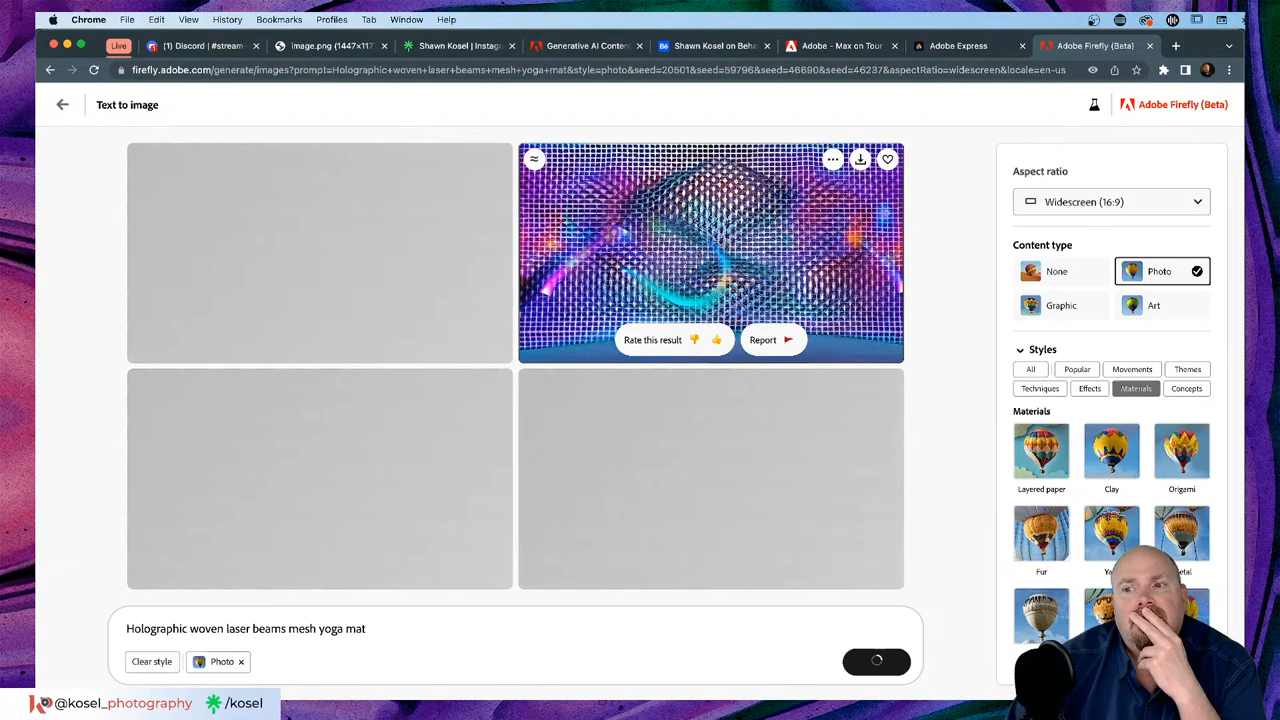 Chrome File Edit View History Bookmarks Profiles Tab Window Help
Live Discord | #stream- image.png (1447×117 Shawn Kosel | Instag Generative AI Conten Shawn Kosel on Beha Adobe - Max on Tour Adobe Express Adobe Firefly (Beta)
firefly.adobe.com/generate/images?prompt=Holographic+woven+laser+beams+mesh+yoga+mat&style=photo&seed=20501&seed=59796&seed=46690&seed=46237&aspectRatio=widescreen&locale=en-us
Text to image
Adobe Firefly (Beta)
Rate this result
Report
Aspect ratio
Widescreen (16:9)
Content type
None
Photo
Graphic
Art
Styles
All Popular Movements Themes
Techniques Effects Materials Concepts
Materials
Layered paper Clay Origami
Fur
Holographic woven laser beams mesh yoga mat
Clear style
Photo ×
@kosel_photography /kosel